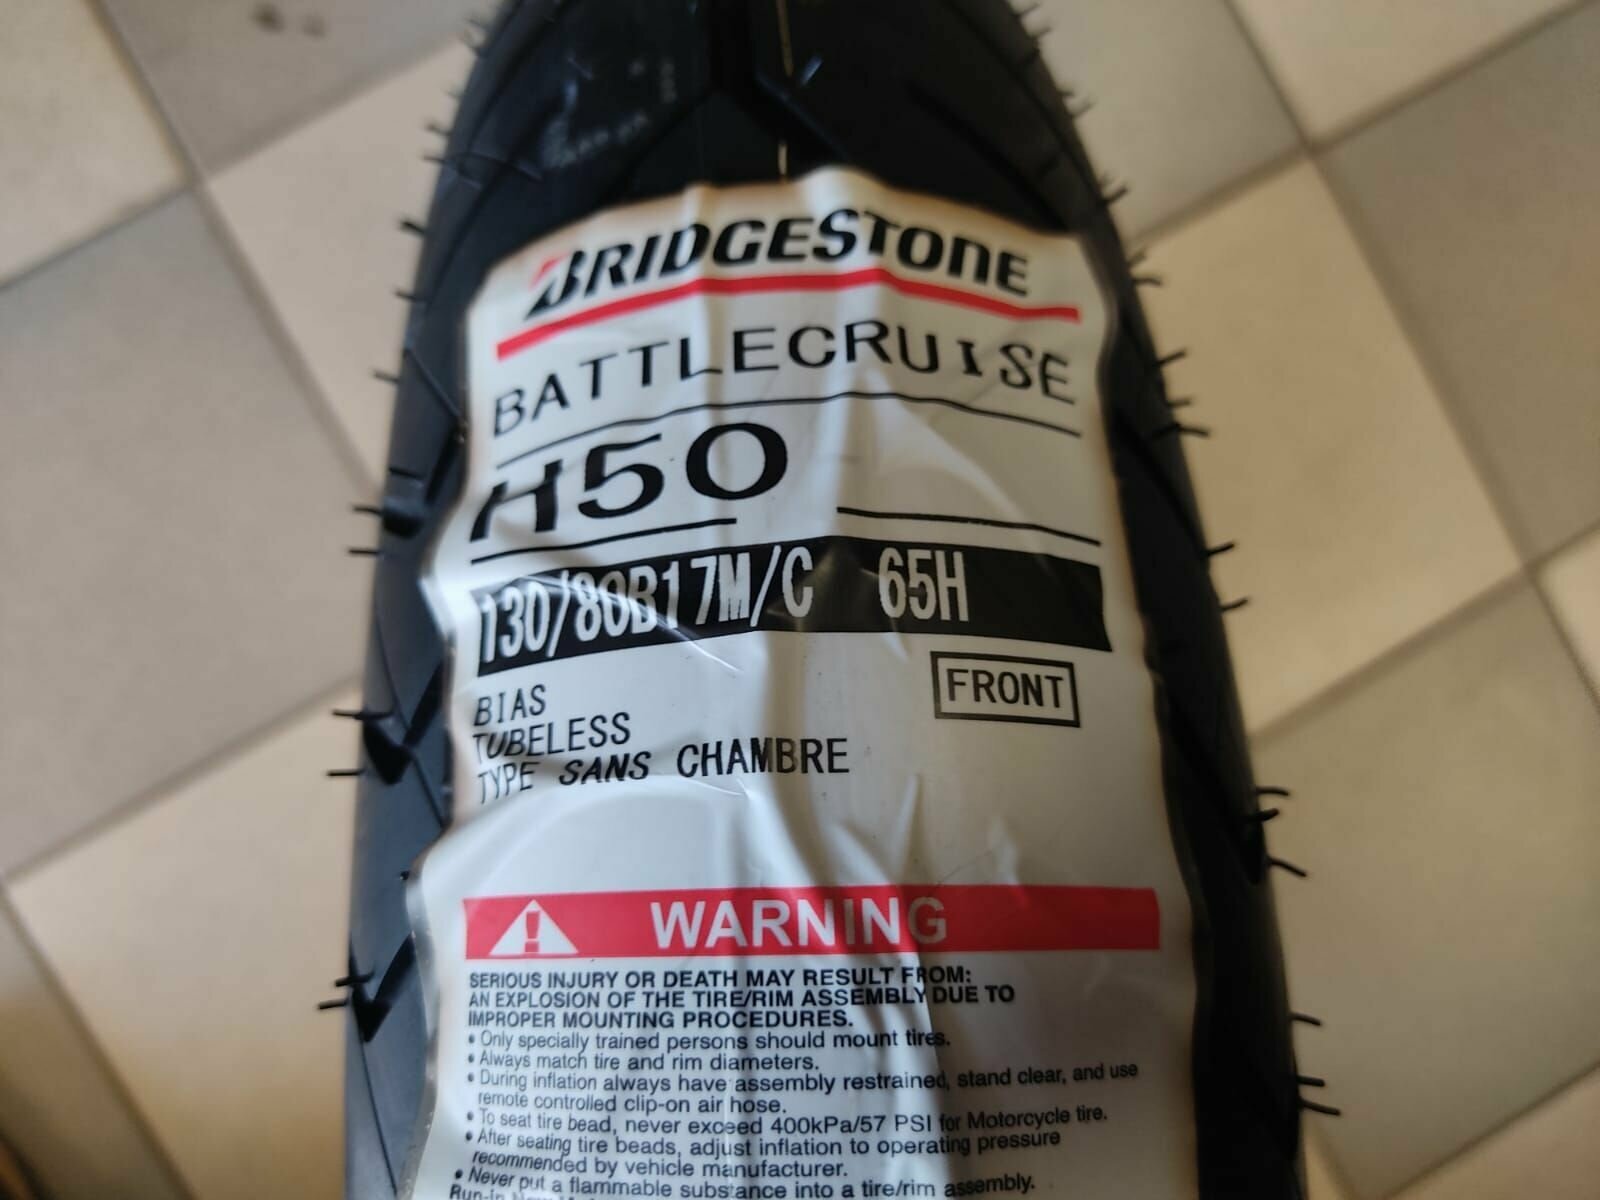 BRIDGESTONE
BATTLECRUISE
H50
130/80B17M/C 65H
FRONT
BIAS
TUBELESS
TYPE SANS CHAMBRE
WARNING
SERIOUS INJURY OR DEATH MAY RESULT FROM:
AN EXPLOSION OF THE TIRE/RIM ASSEMBLY DUE TO
IMPROPER MOUNTING PROCEDURES.
• Only specially trained persons should mount tires.
• Always match tire and rim diameters.
• During inflation always have assembly restrained, stand clear, and use
remote controlled clip-on air hose.
• To seat tire bead, never exceed 400kPa/57 PSI for Motorcycle tire.
• After seating tire beads, adjust inflation to operating pressure
recommended by vehicle manufacturer.
• Never put a flammable substance into a tire/rim assembly.